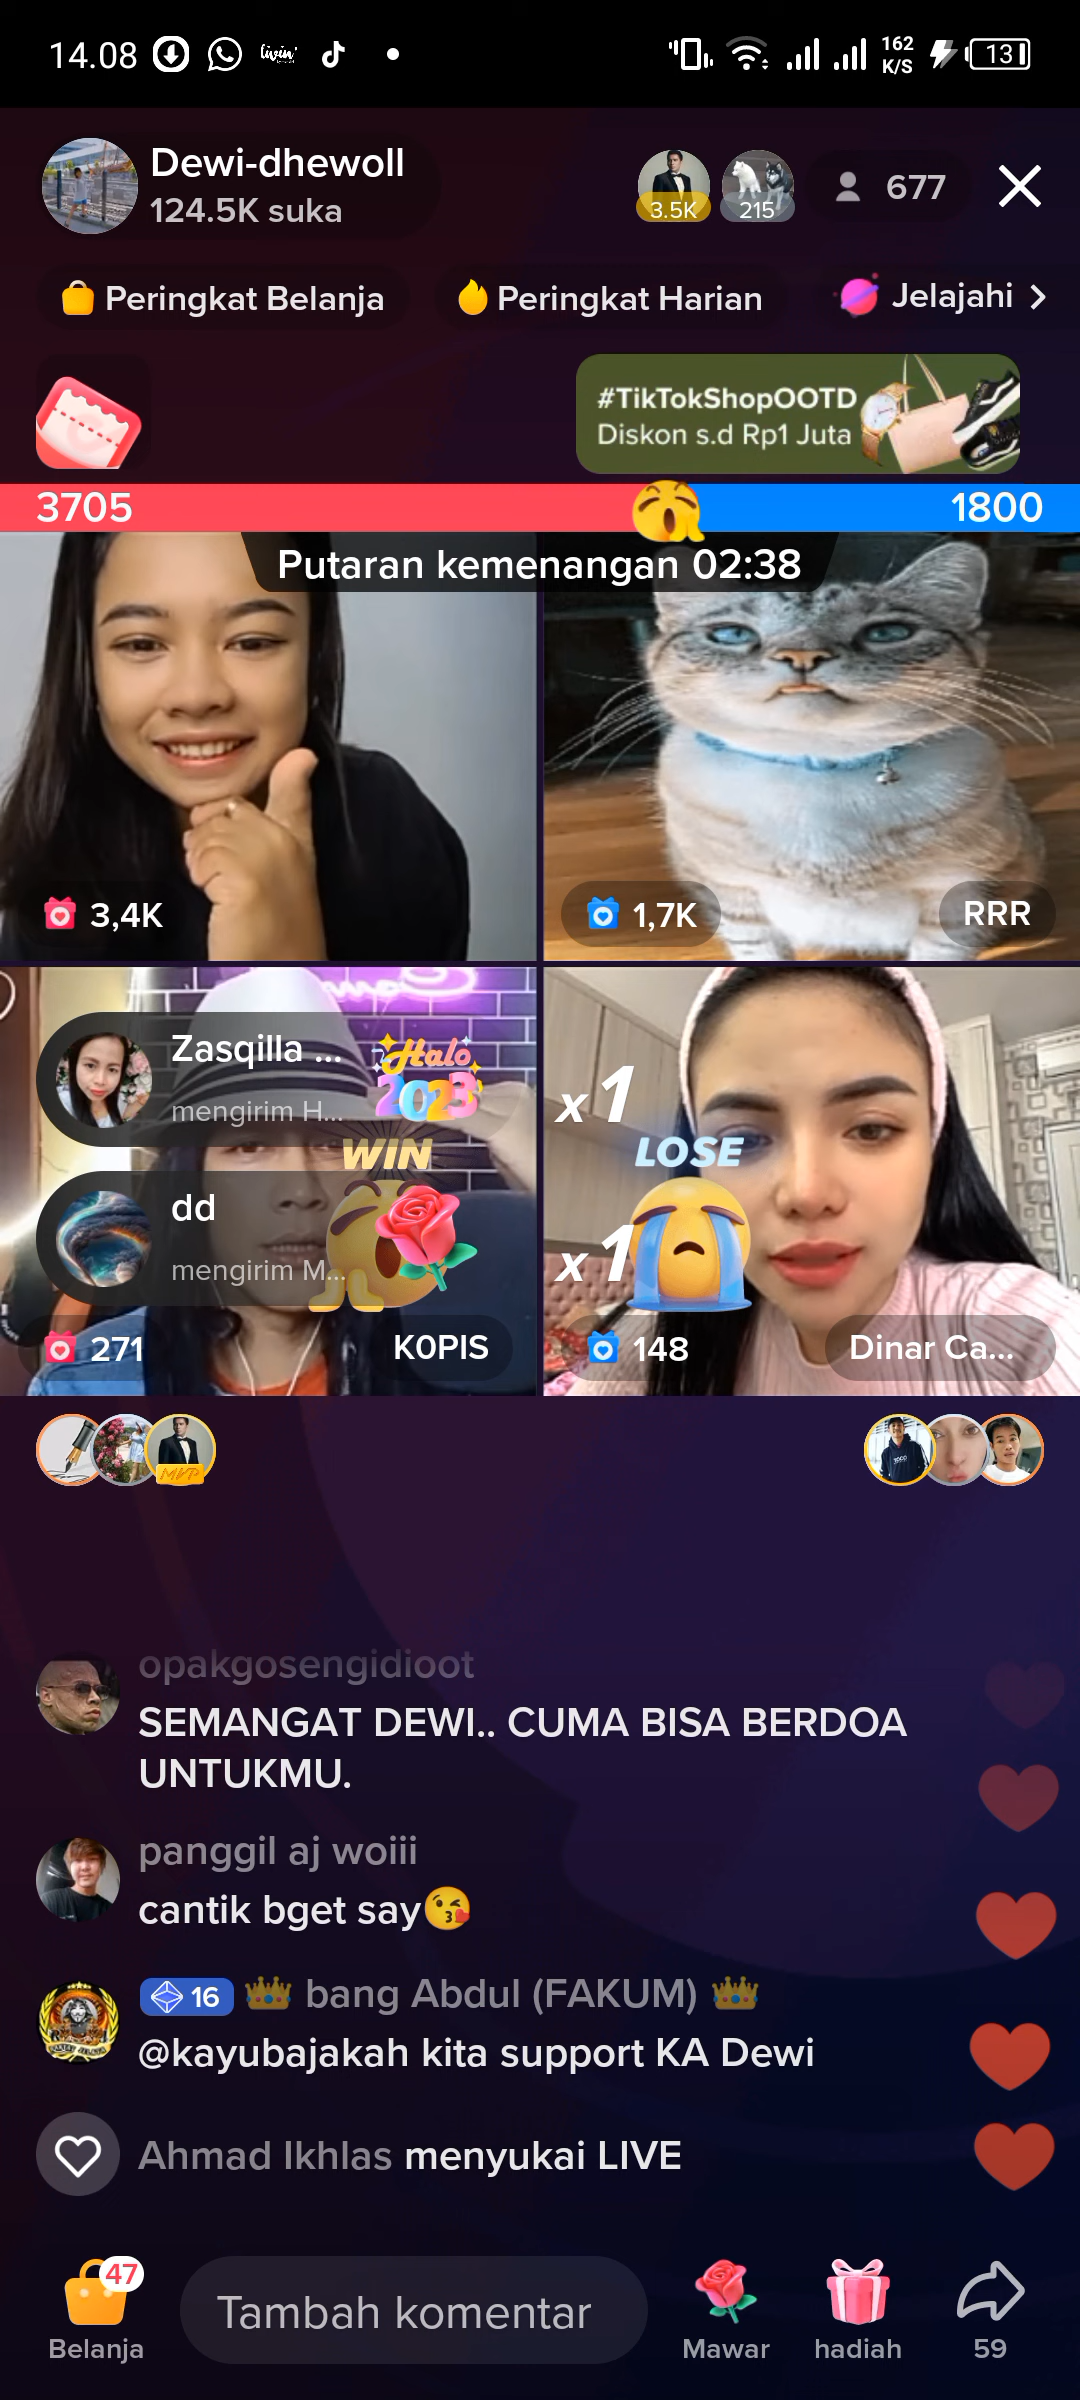 14.08 livin' 162 K/S 13
Dewi-dhewoll
124.5K suka
3.5K 215 677
Peringkat Belanja Peringkat Harian Jelajahi
#TikTokShopOOTD
Diskon s.d Rp1 Juta
3705 1800
Putaran kemenangan 02:38
3,4K 1,7K RRR
Zasqilla ...
mengirim H...
Halo
2023
x1
WIN LOSE
dd
mengirim M...
x1
271 K0PIS 148 Dinar Ca...
MVP
opakgosengidioot
SEMANGAT DEWI.. CUMA BISA BERDOA
UNTUKMU.
panggil aj woiii
cantik bget say😘
16 👑 bang Abdul (FAKUM) 👑
@kayubajakah kita support KA Dewi
Ahmad Ikhlas menyukai LIVE
47
Tambah komentar
Belanja Mawar hadiah 59